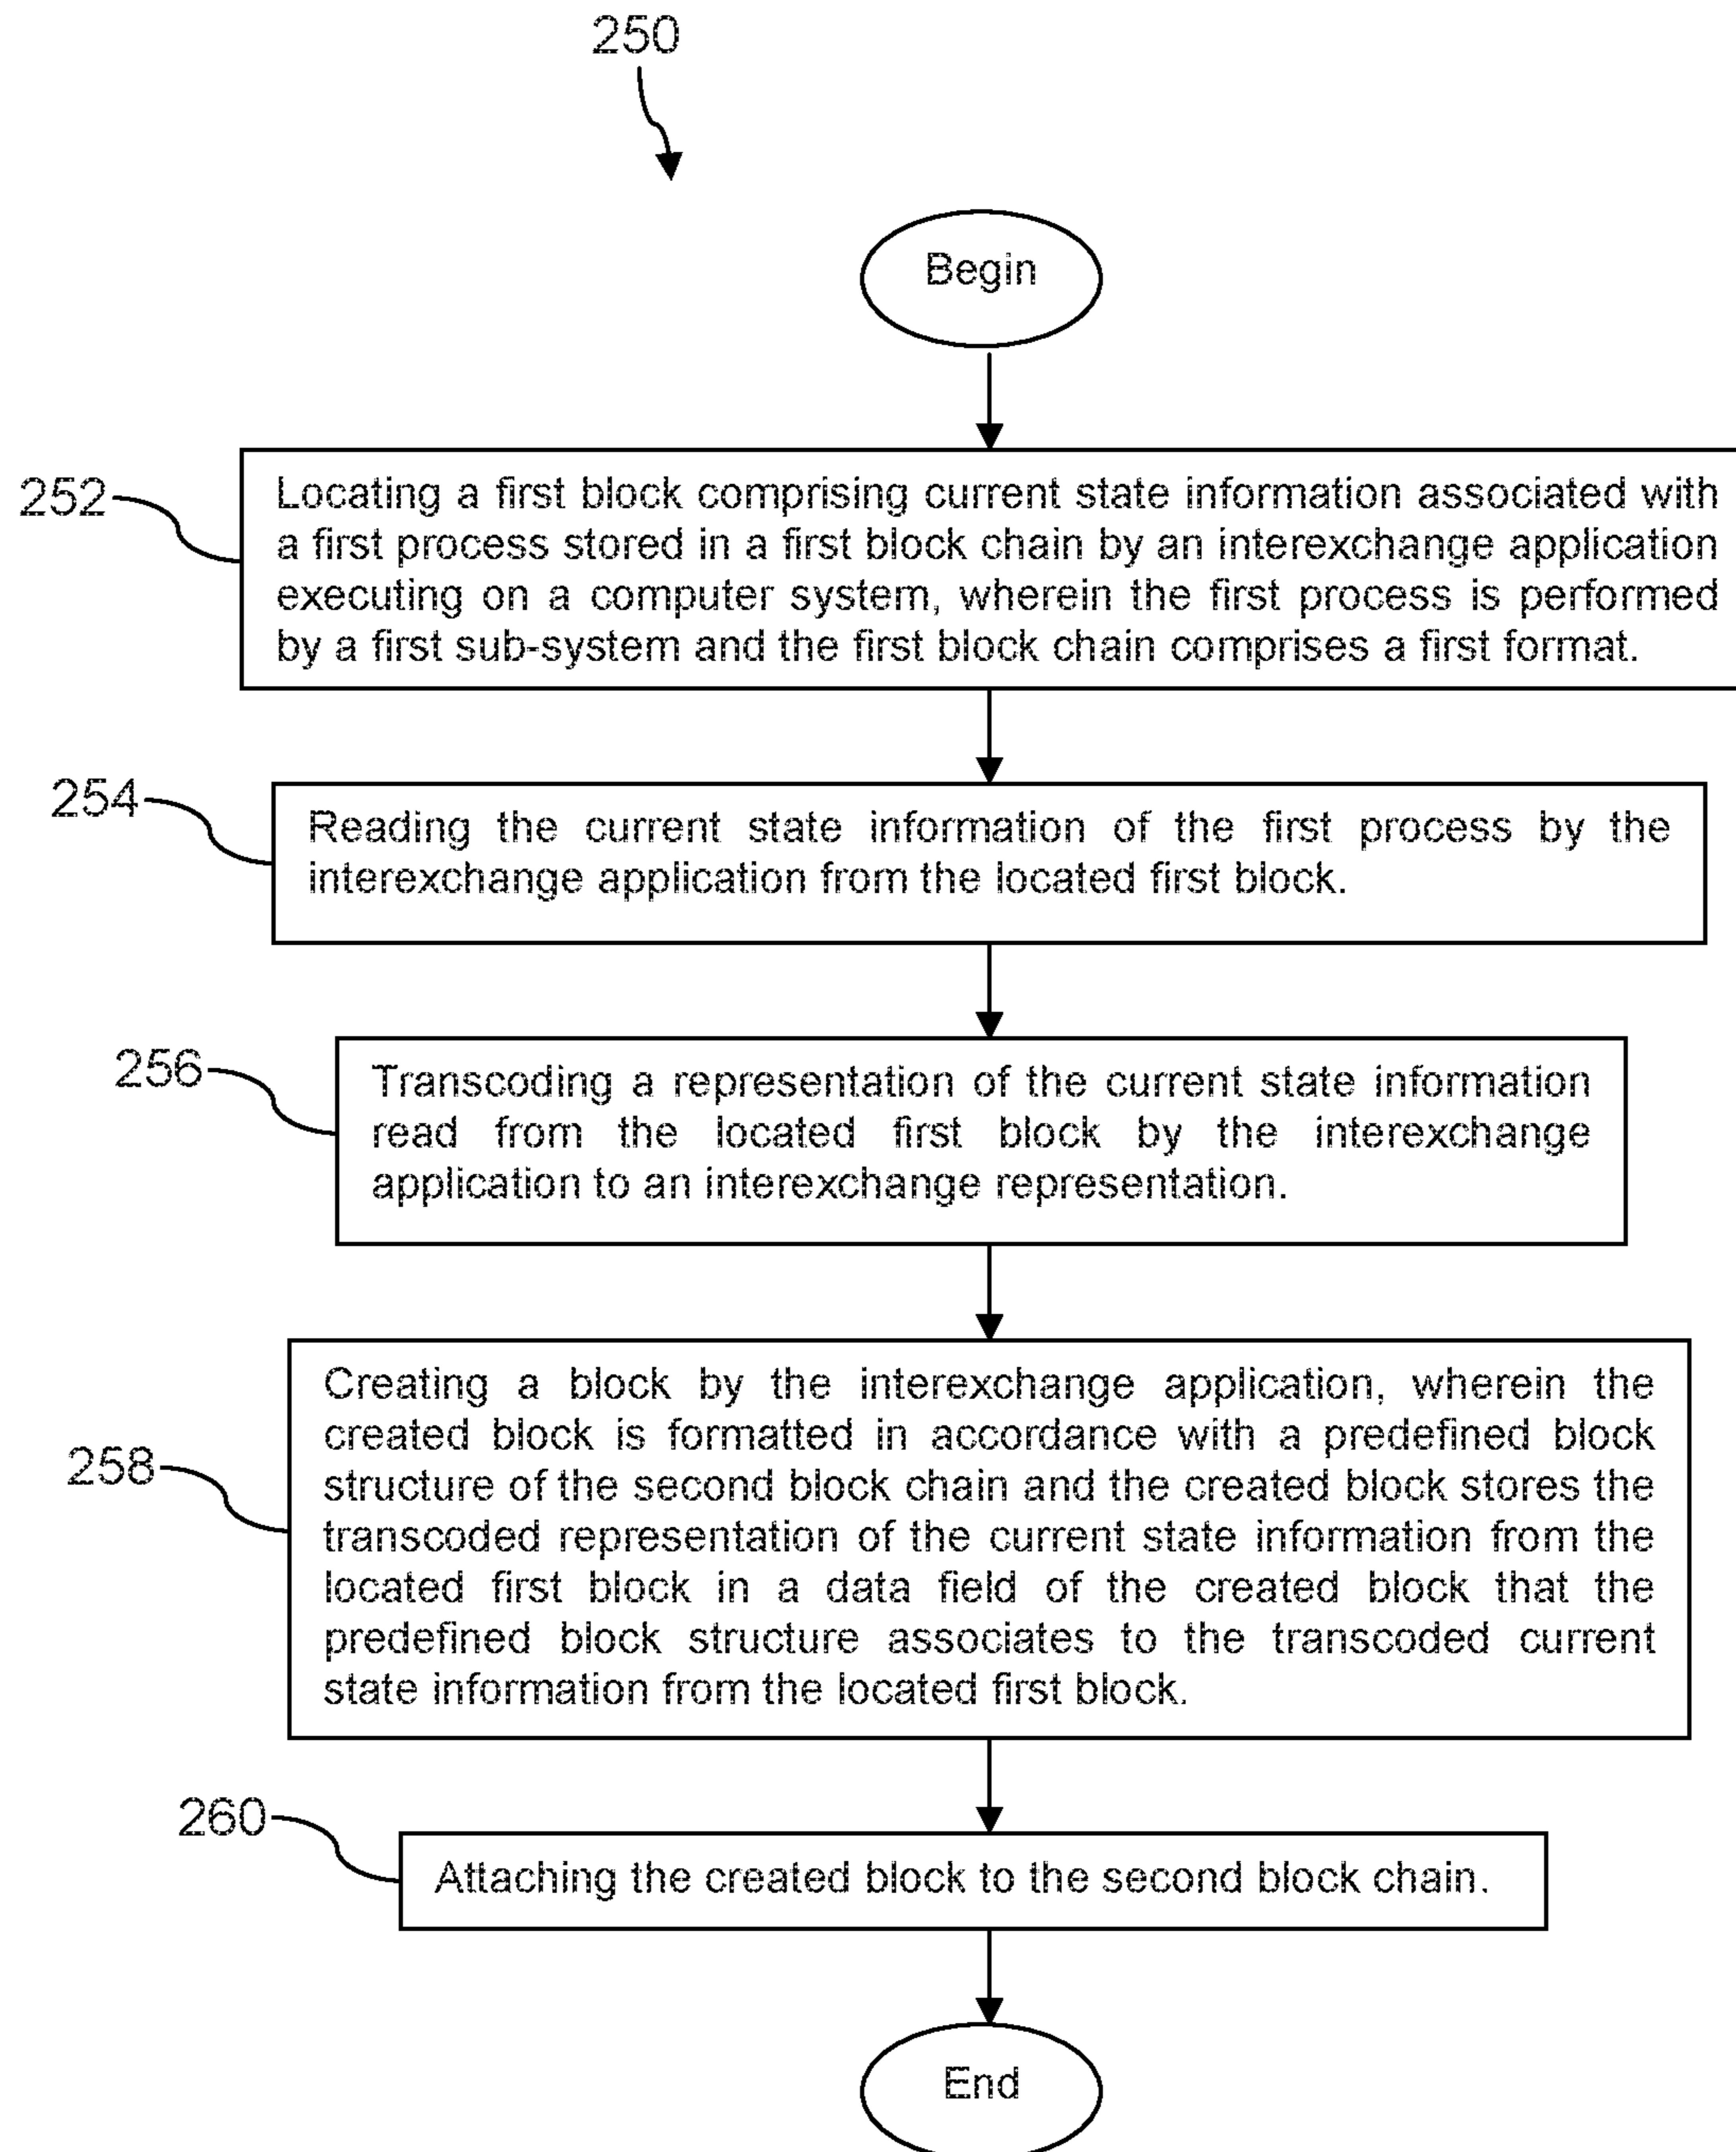 250
Begin
252
Locating a first block comprising current state information associated with
a first process stored in a first block chain by an interexchange application
executing on a computer system, wherein the first process is performed
by a first sub-system and the first block chain comprises a first format.
254
Reading the current state information of the first process by the
interexchange application from the located first block.
256
Transcoding a representation of the current state information
read from the located first block by the interexchange
application to an interexchange representation.
258
Creating a block by the interexchange application, wherein the
created block is formatted in accordance with a predefined block
structure of the second block chain and the created block stores the
transcoded representation of the current state information from the
located first block in a data field of the created block that the
predefined block structure associates to the transcoded current
state information from the located first block.
260
Attaching the created block to the second block chain.
End